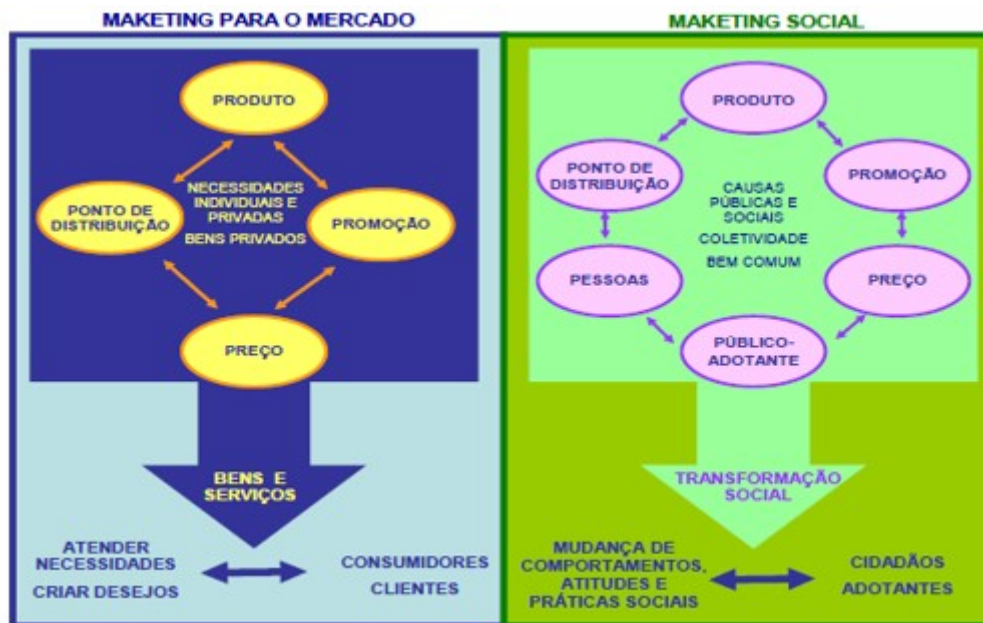 MAKETING PARA O MERCADO
PRODUTO
PONTO DE
DISTRIBUIÇÃO
NECESSIDADES
INDIVIDUAIS E
PRIVADAS
BENS PRIVADOS
PROMOÇÃO
PREÇO
BENS E
SERVIÇOS
ATENDER
NECESSIDADES
CRIAR DESEJOS
CONSUMIDORES
CLIENTES
MAKETING SOCIAL
PRODUTO
PONTO DE
DISTRIBUIÇÃO
PROMOÇÃO
CAUSAS
PÚBLICAS E
SOCIAIS
COLETIVIDADE
BEM COMUM
PESSOAS
PREÇO
PÚBLICO-
ADOTANTE
TRANSFORMAÇÃO
SOCIAL
MUDANÇA DE
COMPORTAMENTOS,
ATITUDES E
PRÁTICAS SOCIAIS
CIDADÃOS
ADOTANTES